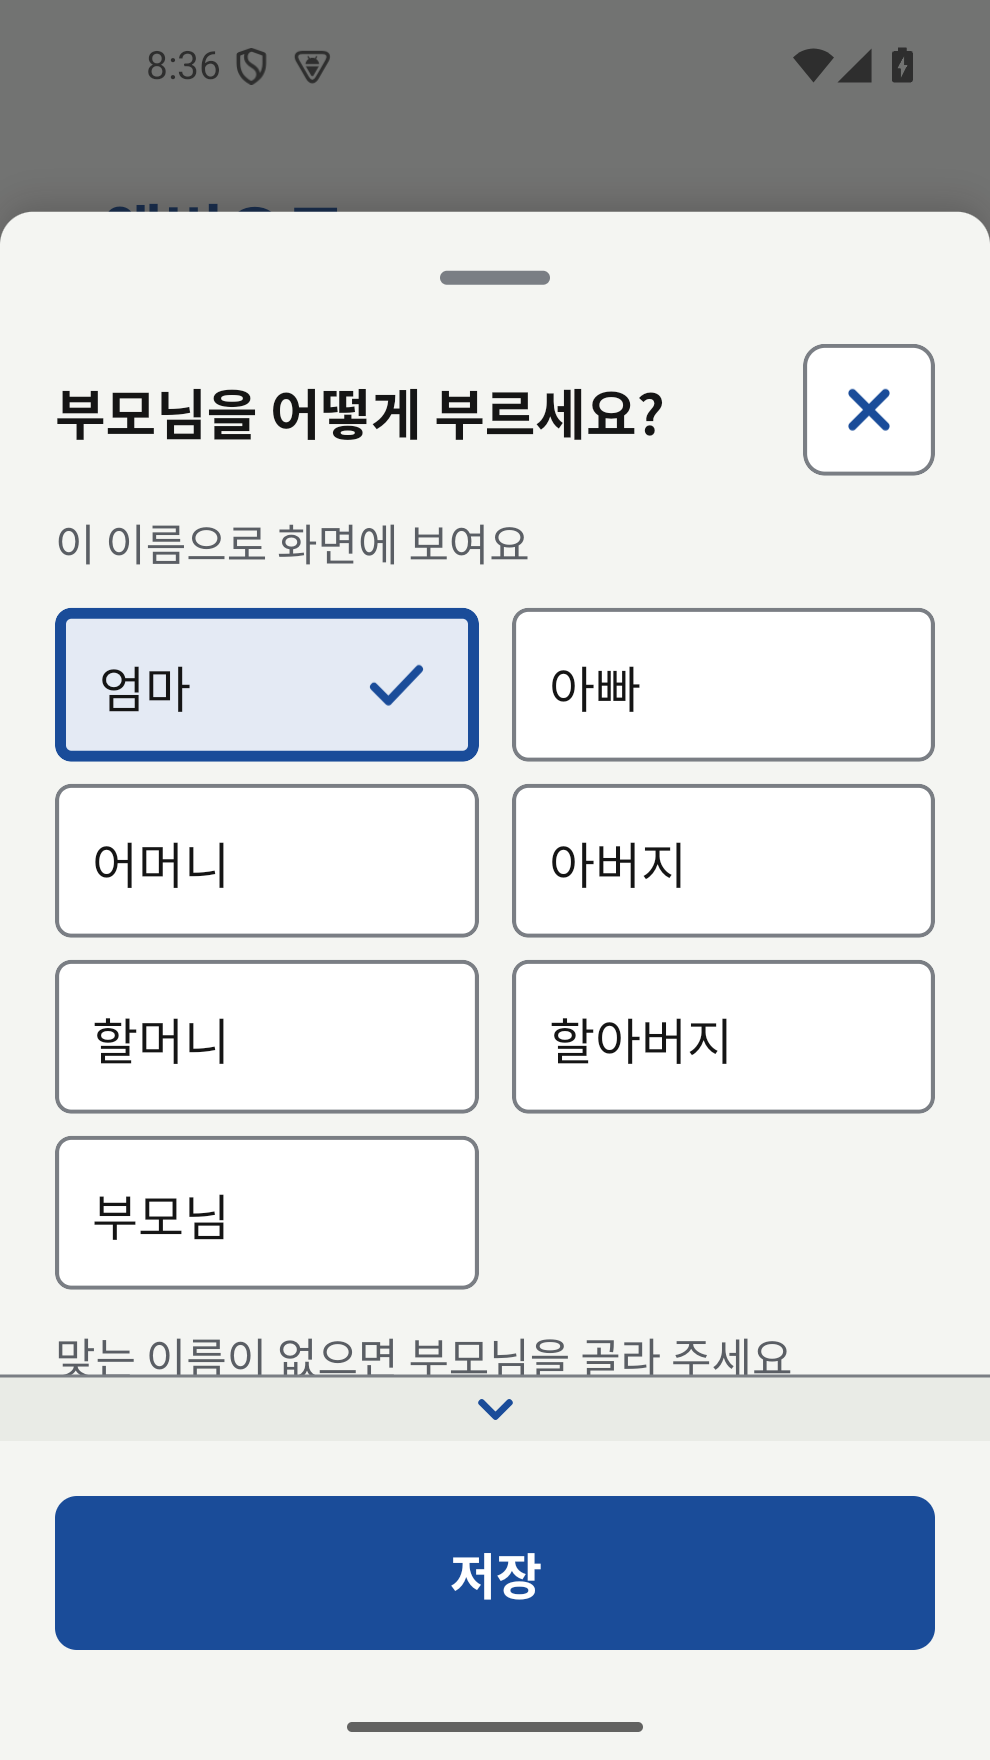 8:36
부모님을 어떻게 부르세요?
이 이름으로 화면에 보여요
엄마
아빠
어머니
아버지
할머니
할아버지
부모님
맞는 이름이 없으면 부모님을 골라 주세요
저장